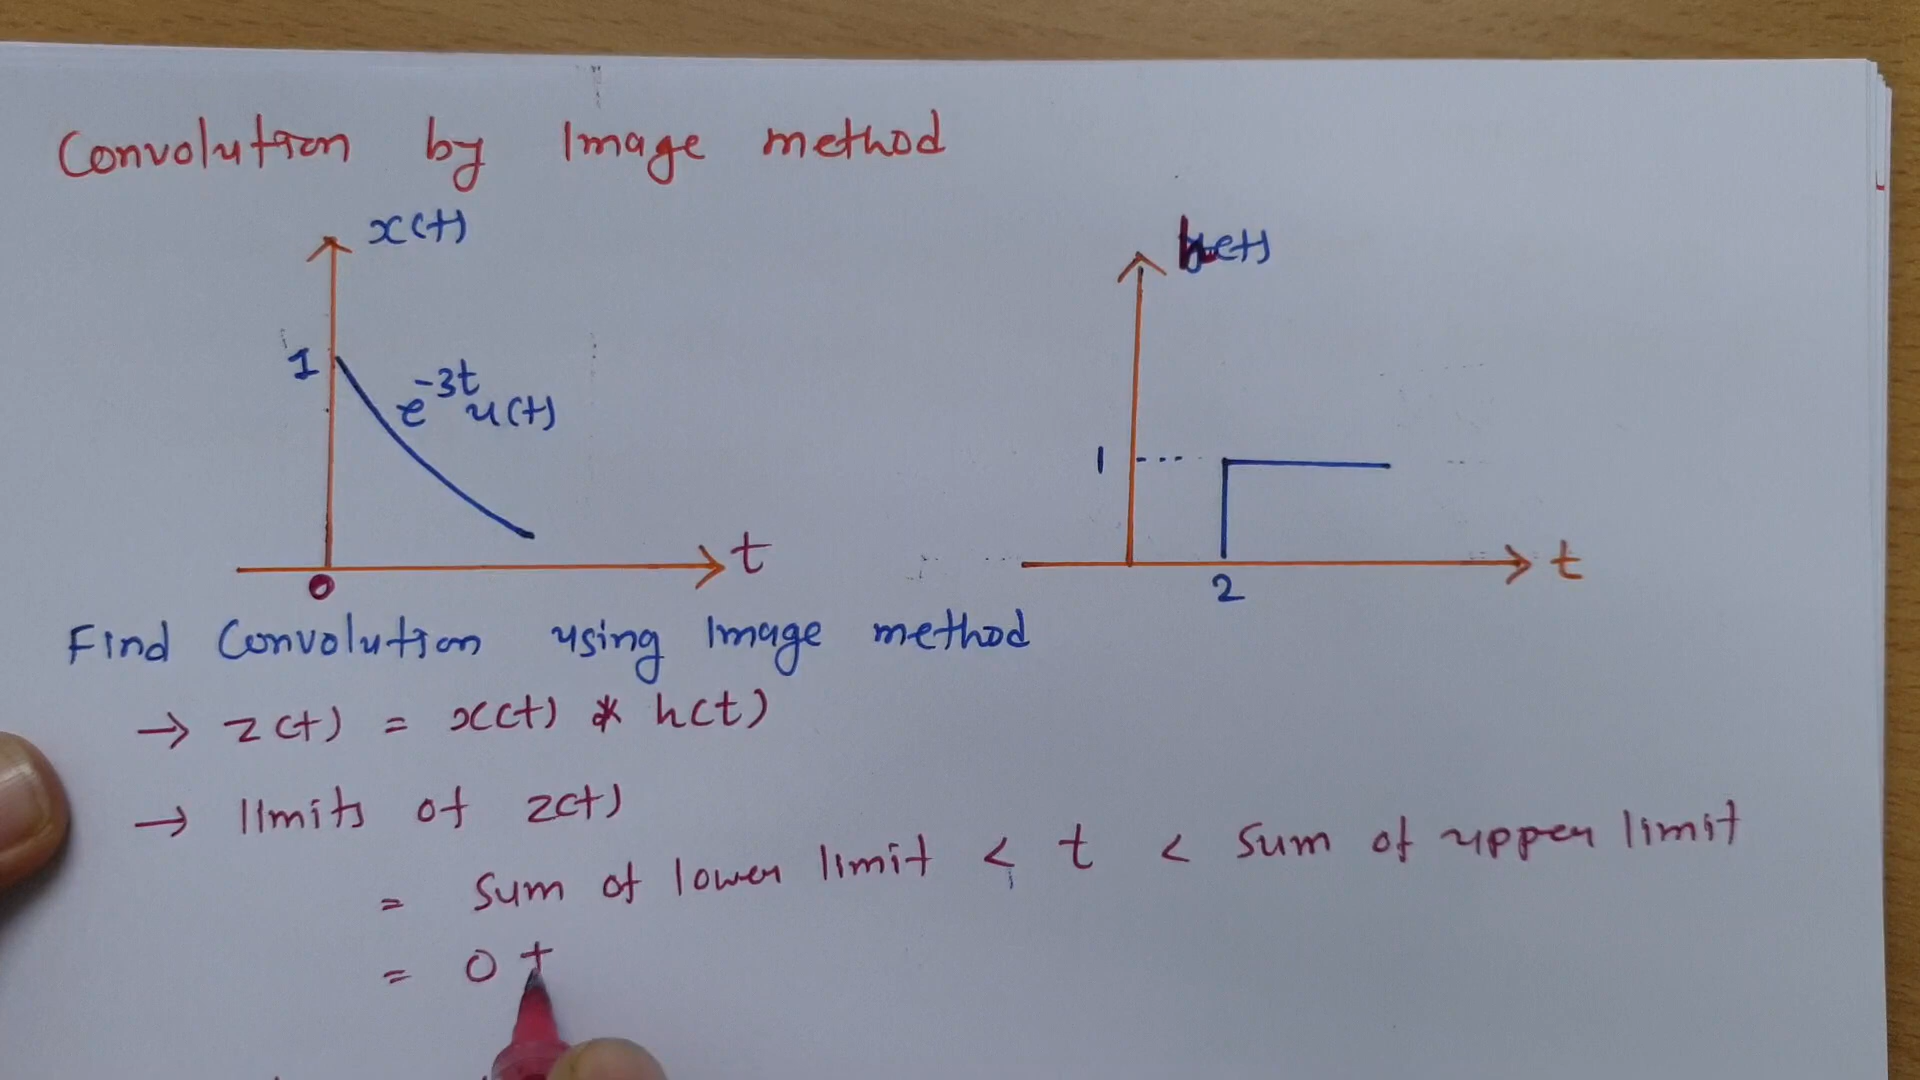 Convolution by Image method
x(t)
h(t)
1
e^-3t u(t)
1
t
t
0
2
Find Convolution using Image method
→ z(t) = x(t) * h(t)
→ limits of z(t)
= sum of lower limit < t < sum of upper limit
= 0 +